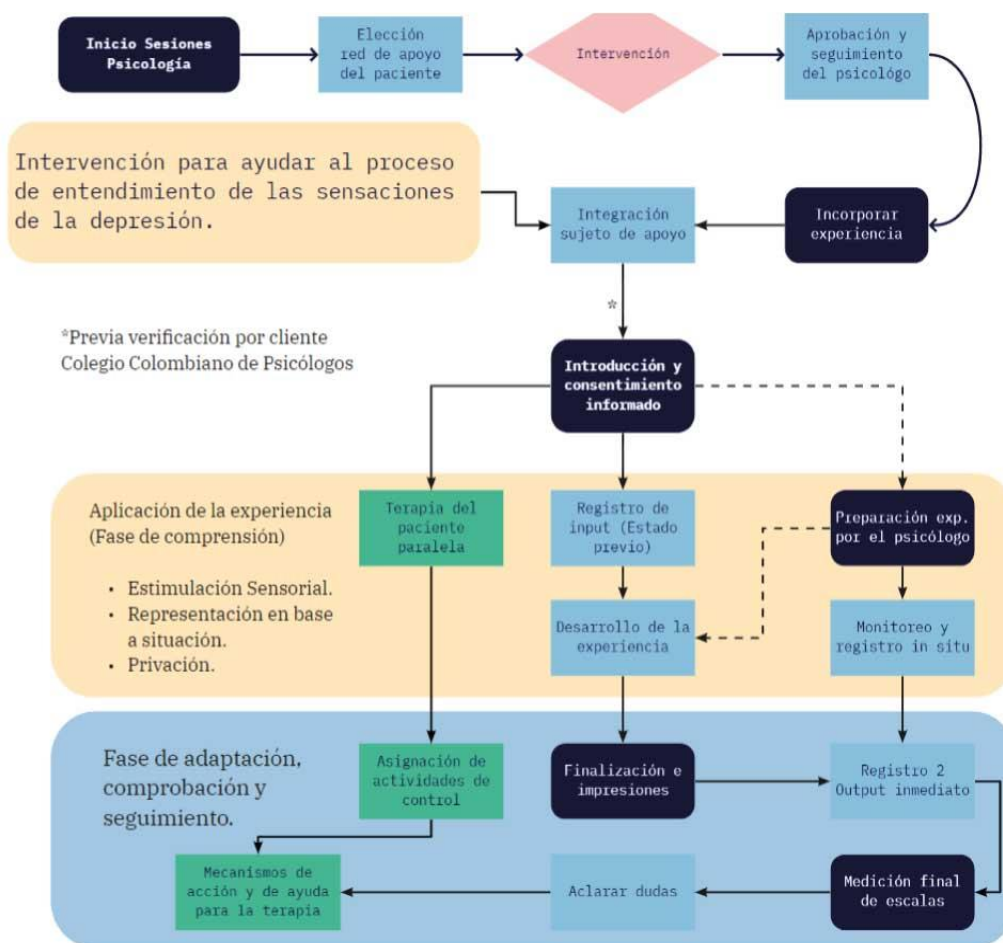 Inicio Sesiones
Psicología
Elección
red de apoyo
del paciente
Intervención
Aprobación y
seguimiento
del psicológo
Intervención para ayudar al proceso
de entendimiento de las sensaciones
de la depresión.
Integración
sujeto de apoyo
Incorporar
experiencia
*
*Previa verificación por cliente
Colegio Colombiano de Psicólogos
Introducción y
consentimiento
informado
Aplicación de la experiencia
(Fase de comprensión)
• Estimulación Sensorial.
• Representación en base
a situación.
• Privación.
Terapia del
paciente
paralela
Registro de
input (Estado
previo)
Preparación exp.
por el psicólogo
Desarrollo de la
experiencia
Monitoreo y
registro in situ
Fase de adaptación,
comprobación y
seguimiento.
Asignación de
actividades de
control
Finalización e
impresiones
Registro 2
Output inmediato
Mecanismos de
acción y de ayuda
para la terapia
Aclarar dudas
Medición final
de escalas